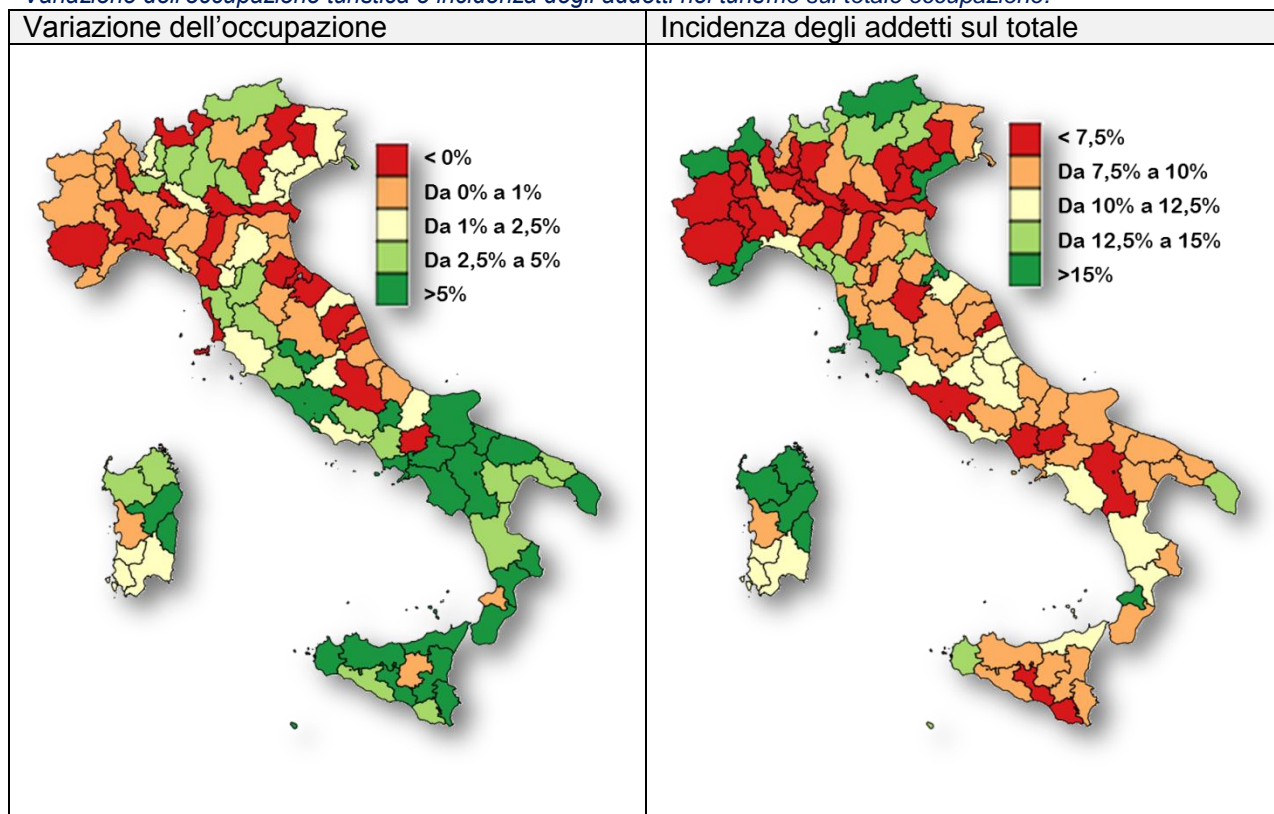 Variazione dell'occupazione turistica e incidenza degli addetti nel turismo sul totale occupazione.
Variazione dell'occupazione
Incidenza degli addetti sul totale
< 0%
Da 0% a 1%
Da 1% a 2,5%
Da 2,5% a 5%
>5%
< 7,5%
Da 7,5% a 10%
Da 10% a 12,5%
Da 12,5% a 15%
>15%